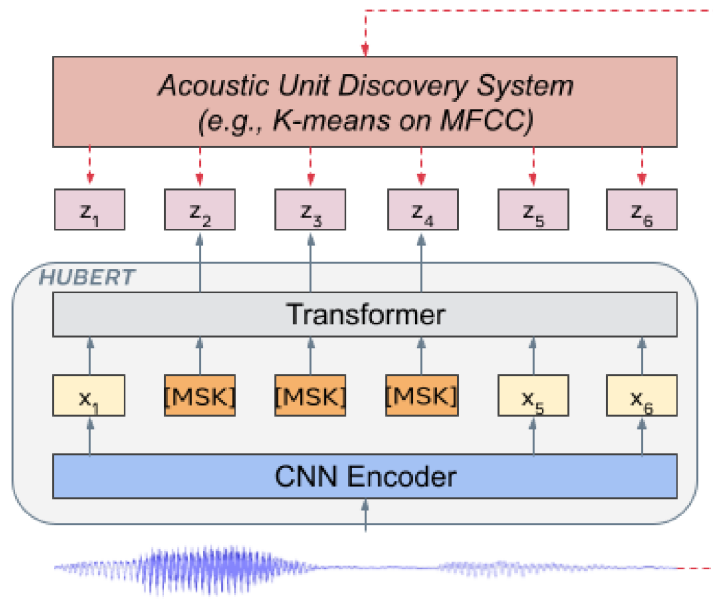 Acoustic Unit Discovery System
(e.g., K-means on MFCC)
z₁ z₂ z₃ z₄ z₅ z₆
HUBERT
Transformer
x₁ [MSK] [MSK] [MSK] x₅ x₆
CNN Encoder